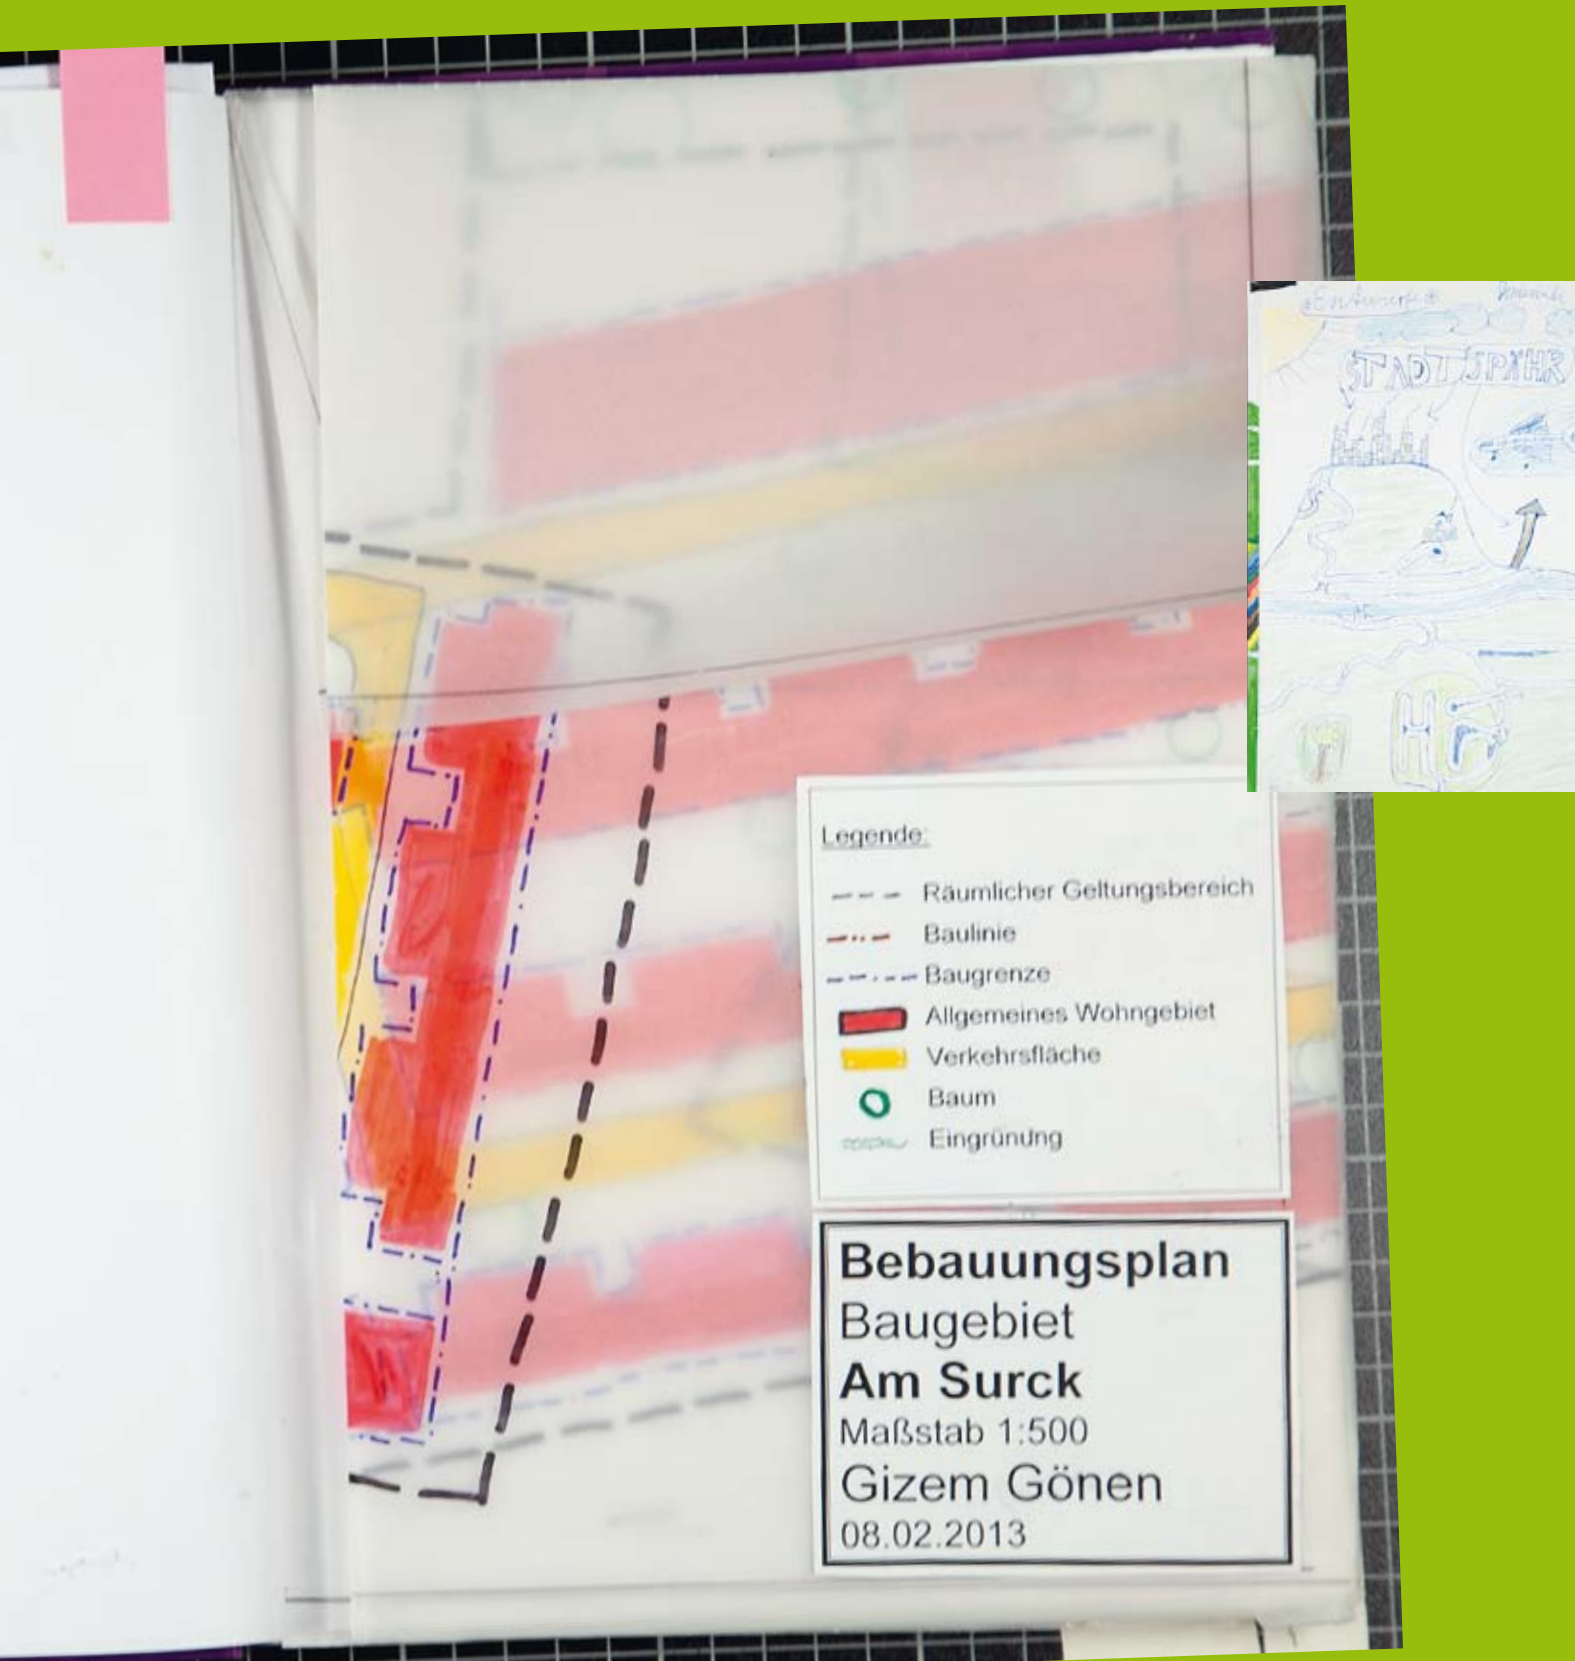 Legende:
Räumlicher Geltungsbereich
Baulinie
Baugrenze
Allgemeines Wohngebiet
Verkehrsfläche
Baum
Eingrünung
Bebauungsplan
Baugebiet
Am Surck
Maßstab 1:500
Gizem Gönen
08.02.2013
Entwurf
STADTSPÄHR